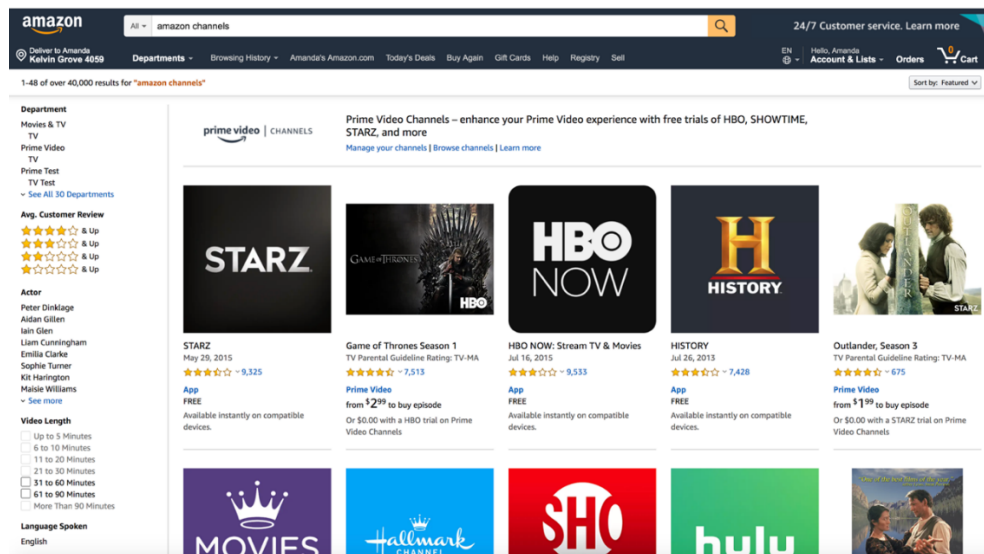 amazon
All
amazon channels
24/7 Customer service. Learn more
Deliver to Amanda
Kelvin Grove 4059
Departments
Browsing History
Amanda's Amazon.com
Today's Deals
Buy Again
Gift Cards
Help
Registry
Sell
EN
Hello, Amanda
Account & Lists
Orders
0
Cart
1-48 of over 40,000 results for "amazon channels"
Sort by: Featured
Department
Movies & TV
TV
Prime Video
TV
Prime Test
TV Test
See All 30 Departments
Avg. Customer Review
& Up
& Up
& Up
& Up
Actor
Peter Dinklage
Aidan Gillen
Iain Glen
Liam Cunningham
Emilia Clarke
Sophie Turner
Kit Harington
Maisie Williams
See more
Video Length
Up to 5 Minutes
6 to 10 Minutes
11 to 20 Minutes
21 to 30 Minutes
31 to 60 Minutes
61 to 90 Minutes
More Than 90 Minutes
Language Spoken
English
prime video | CHANNELS
Prime Video Channels – enhance your Prime Video experience with free trials of HBO, SHOWTIME,
STARZ, and more
Manage your channels | Browse channels | Learn more
STARZ
STARZ
May 29, 2015
9,325
App
FREE
Available instantly on compatible
devices.
GAME OF THRONES
HBO
Game of Thrones Season 1
TV Parental Guideline Rating: TV-MA
7,513
Prime Video
from $299 to buy episode
Or $0.00 with a HBO trial on Prime
Video Channels
HBO
NOW
HBO NOW: Stream TV & Movies
Jul 16, 2015
9,533
App
FREE
Available instantly on compatible
devices.
H
HISTORY
HISTORY
Jul 26, 2013
7,428
App
FREE
Available instantly on compatible
devices.
OUTLANDER
STARZ
Outlander, Season 3
TV Parental Guideline Rating: TV-MA
675
Prime Video
from $199 to buy episode
Or $0.00 with a STARZ trial on Prime
Video Channels
MOVIES
Hallmark
CHANNEL
SHO
hulu
"One of the best films of the year.